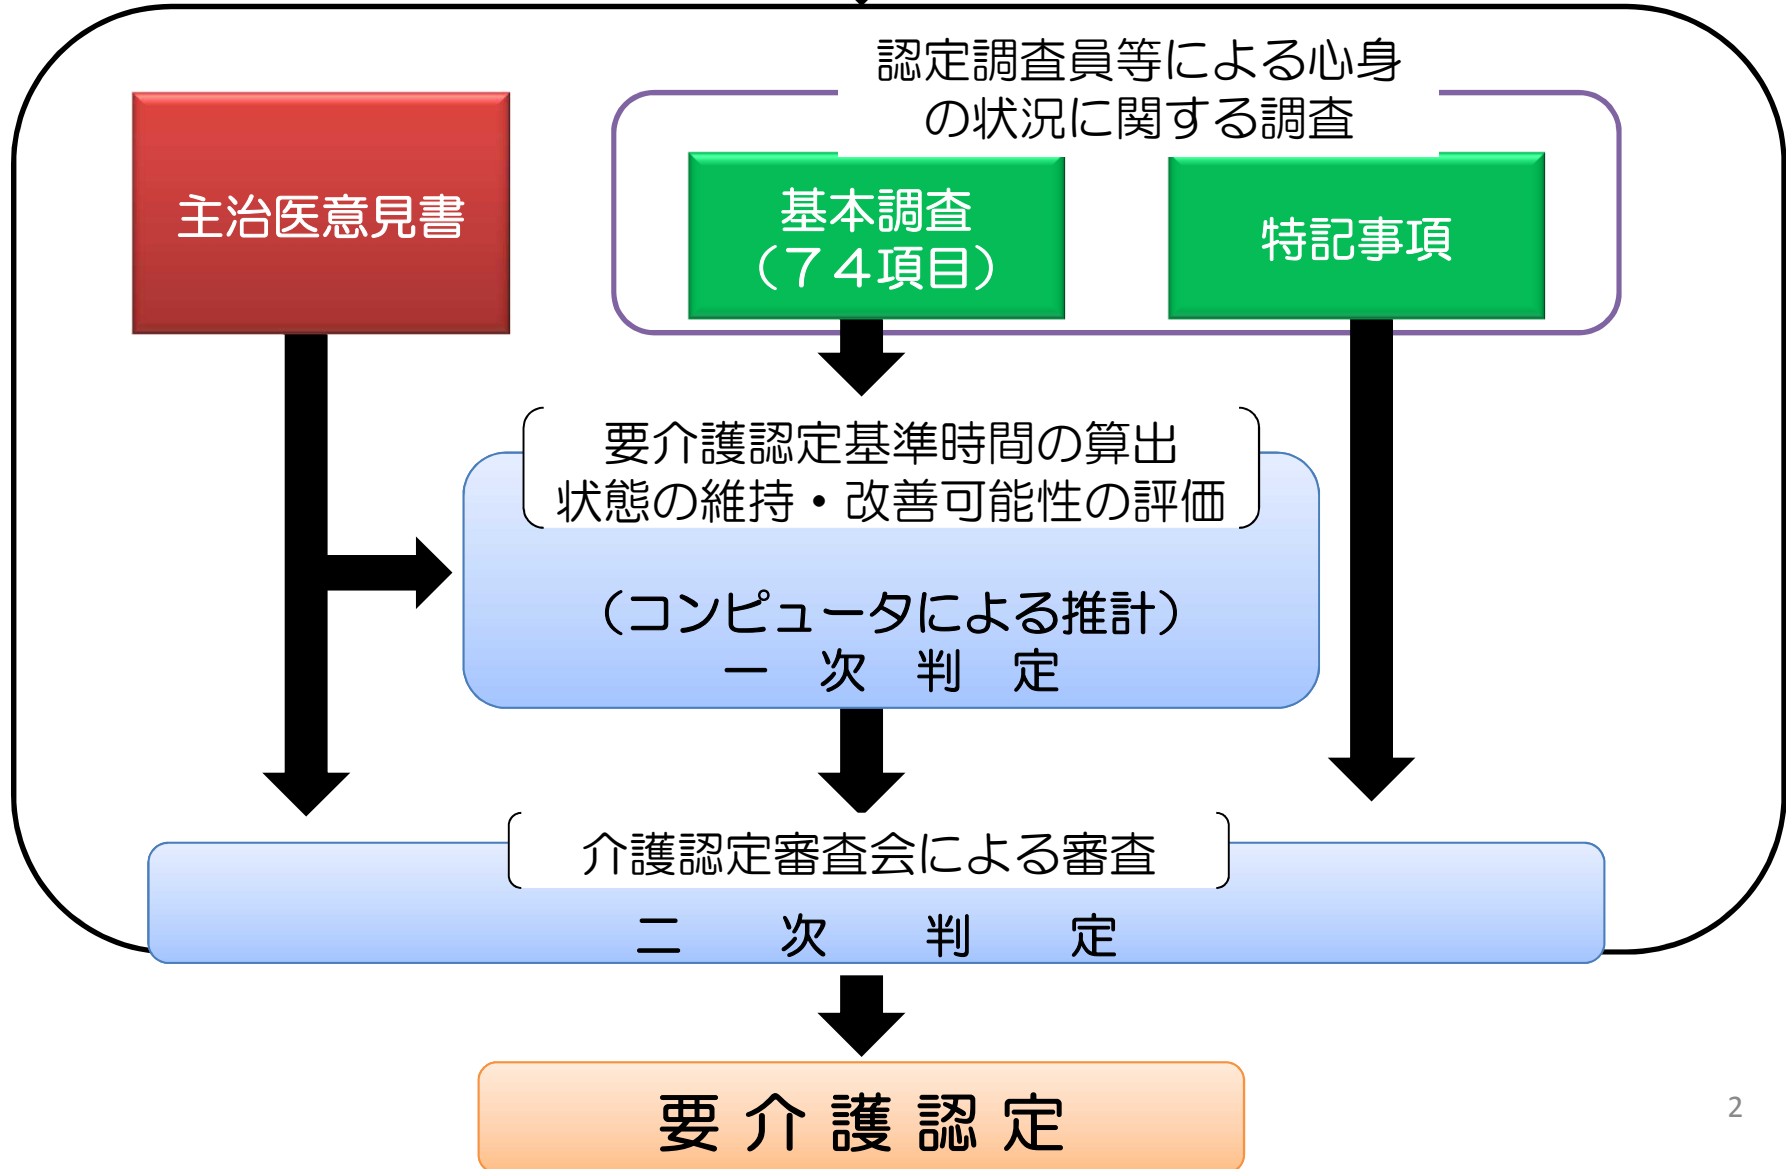 認定調査員等による心身
の状況に関する調査
主治医意見書
基本調査
（７４項目）
特記事項
要介護認定基準時間の算出
状態の維持・改善可能性の評価
（コンピュータによる推計）
一　次　判　定
介護認定審査会による審査
二　　次　　判　　定
要 介 護 認 定
2